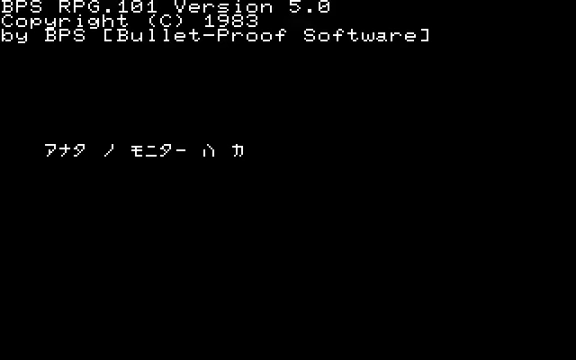 BPS RPG.101 Version 5.0
Copyright (C) 1983
by BPS [Bullet-Proof Software]
アナタ ノ モニター ハ カ